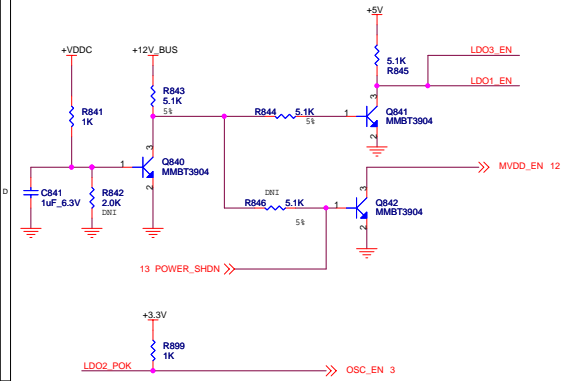 +5V
+VDDC
+12V_BUS
5.1K
R845
LDO3_EN
LDO1_EN
R843
5.1K
5%
R841
1K
R844
5.1K
5%
3
1
2
Q841
MMBT3904
3
1
2
Q840
MMBT3904
MVDD_EN 12
D
C841
1uF_6.3V
R842
2.0K
DNI
DNI
R846
5.1K
5%
3
1
2
Q842
MMBT3904
13 POWER_SHDN
+3.3V
R899
1K
LDO2_POK
OSC_EN 3